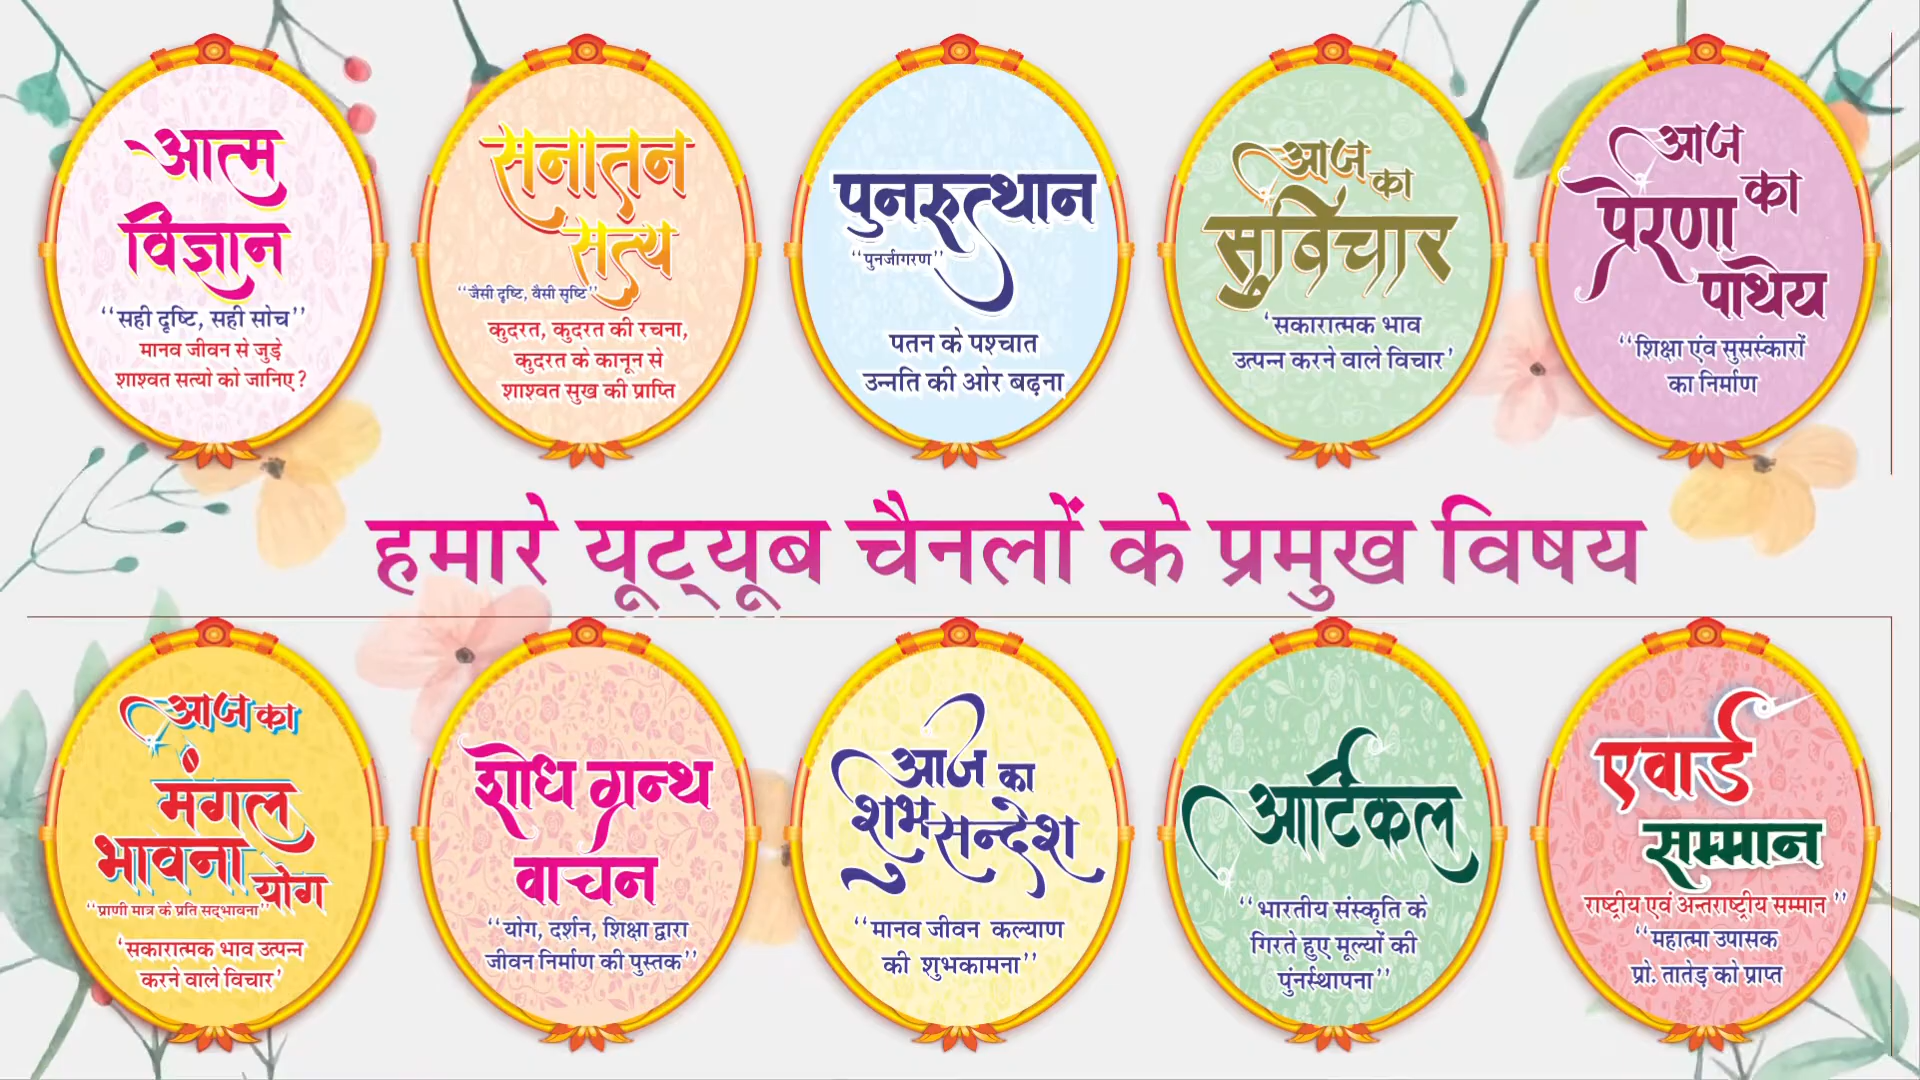 आत्म
विज्ञान
‘‘सही दृष्टि, सही सोच’’
मानव जीवन से जुड़े
शाश्वत सत्यो को जानिए ?
सनातन
सत्य
‘‘जैसी दृष्टि, वैसी सृष्टि’’
कुदरत, कुदरत की रचना,
कुदरत के कानून से
शाश्वत सुख की प्राप्ति
पुनरुत्थान
‘‘पुनजीगरण’’
पतन के पश्चात
उन्नति की ओर बढ़ना
आज
का
सुविचार
‘सकारात्मक भाव
उत्पन्न करने वाले विचार’
आज
का
प्रेरणा
पाथेय
‘‘शिक्षा एंव सुसस्कारों
का निर्माण
हमारे यूट्यूब चैनलों के प्रमुख विषय
आज का
मंगल
भावना
योग
‘‘प्राणी मात्र के प्रति सद्भावना’’
‘सकारात्मक भाव उत्पन्न
करने वाले विचार’
शोध ग्रन्थ
वाचन
‘‘योग, दर्शन, शिक्षा द्वारा
जीवन निर्माण की पुस्तक’’
आज का
शुभ सन्देश
‘‘मानव जीवन कल्याण
की शुभकामना’’
आर्टिकल
‘‘भारतीय संस्कृति के
गिरते हुए मूल्यों की
पुंनर्स्थापना’’
एवार्ड
सम्मान
राष्ट्रीय एवं अन्तराष्ट्रीय सम्मान ’’
‘‘महात्मा उपासक
प्रो. तातेड़ को प्राप्त